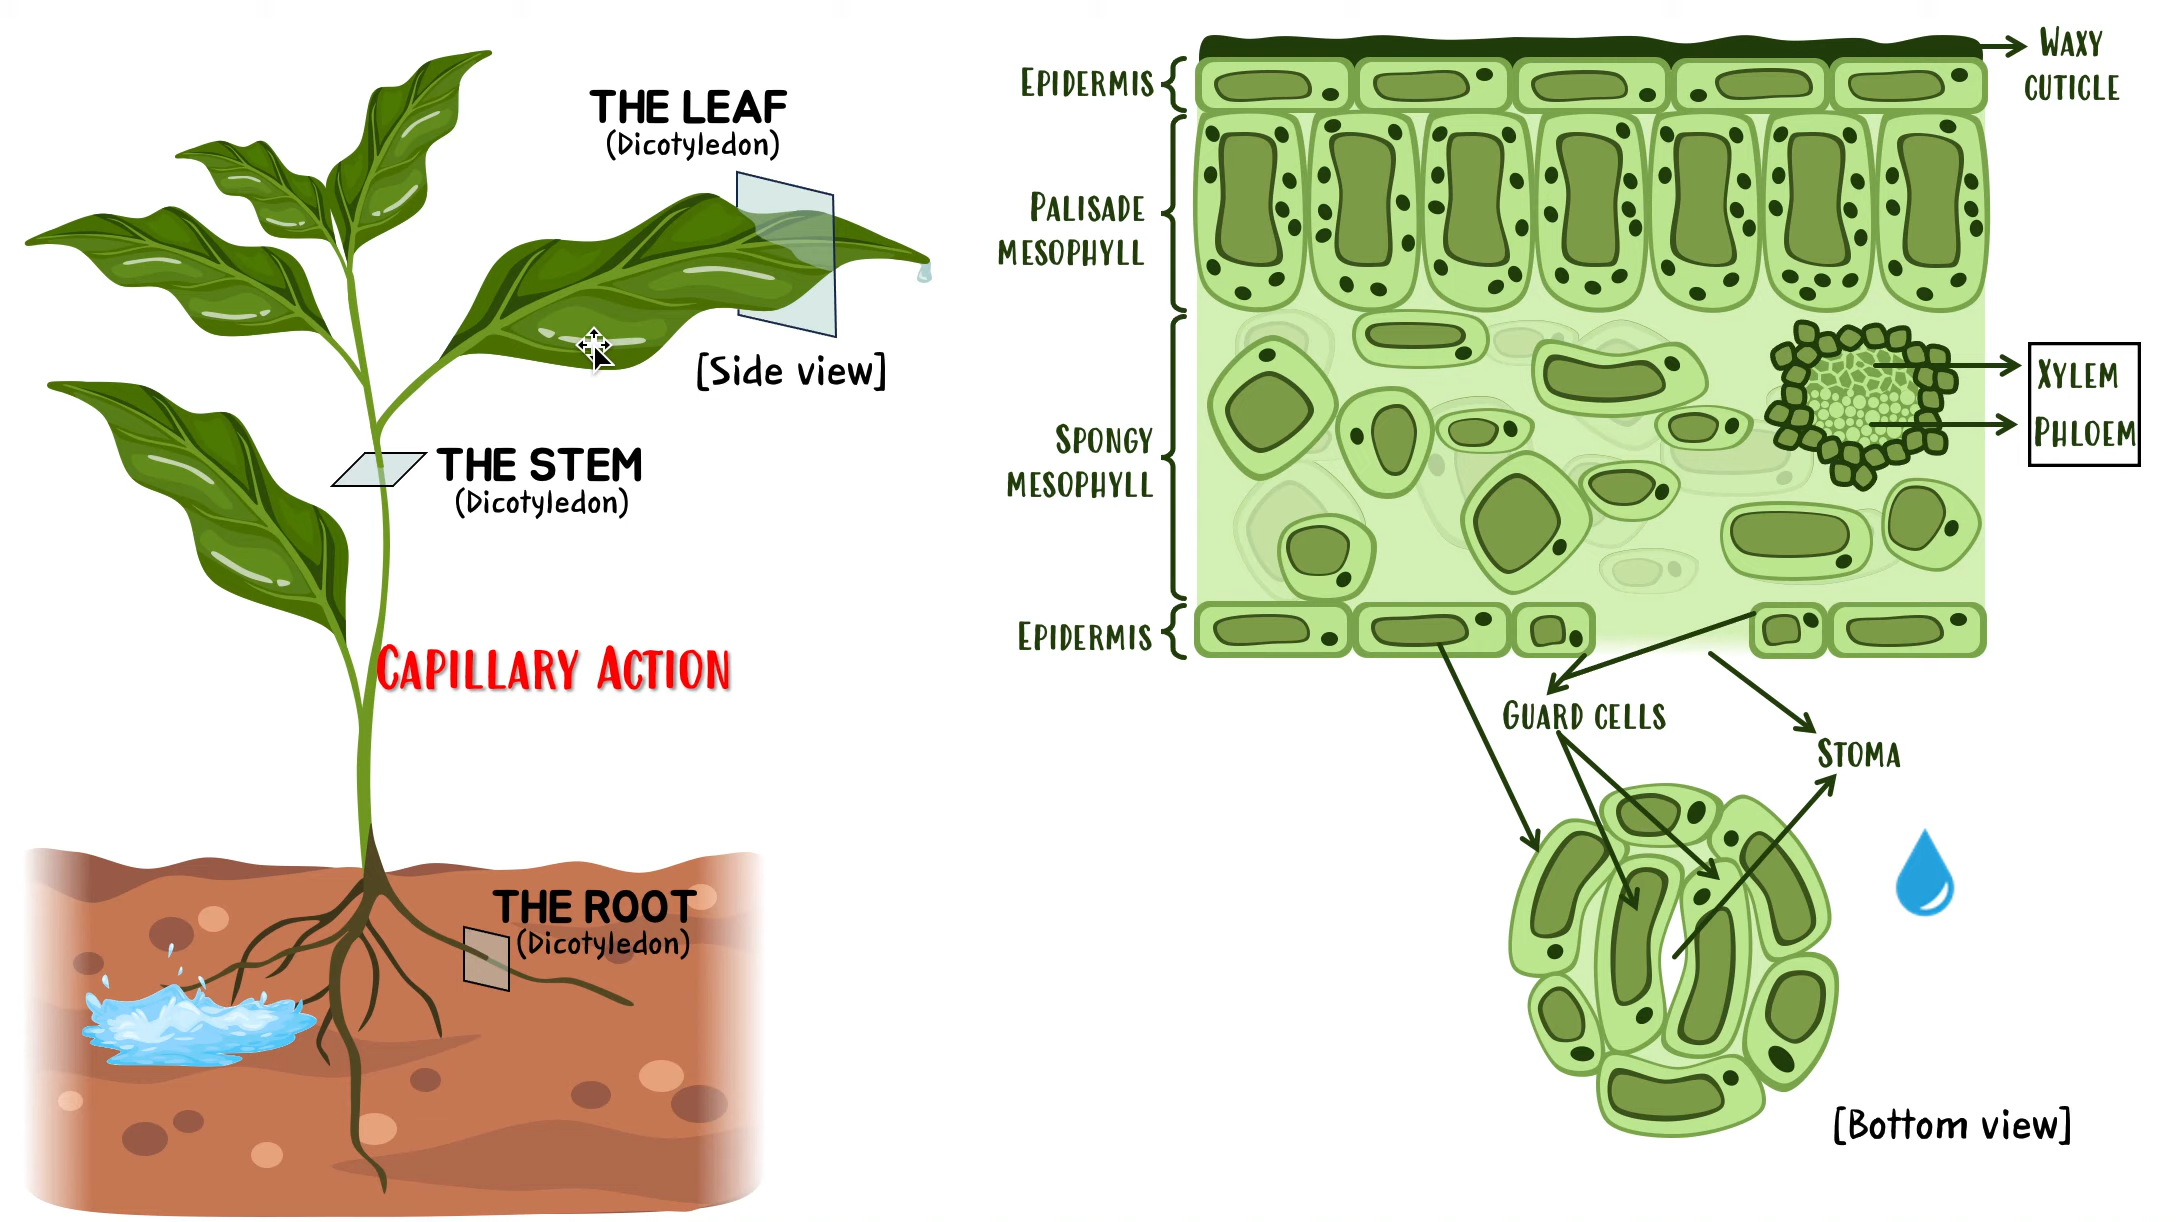 THE LEAF
(Dicotyledon)
[Side view]
THE STEM
(Dicotyledon)
CAPILLARY ACTION
THE ROOT
(Dicotyledon)
WAXY
CUTICLE
EPIDERMIS
PALISADE
MESOPHYLL
XYLEM
PHLOEM
SPONGY
MESOPHYLL
EPIDERMIS
GUARD CELLS
STOMA
[Bottom view]